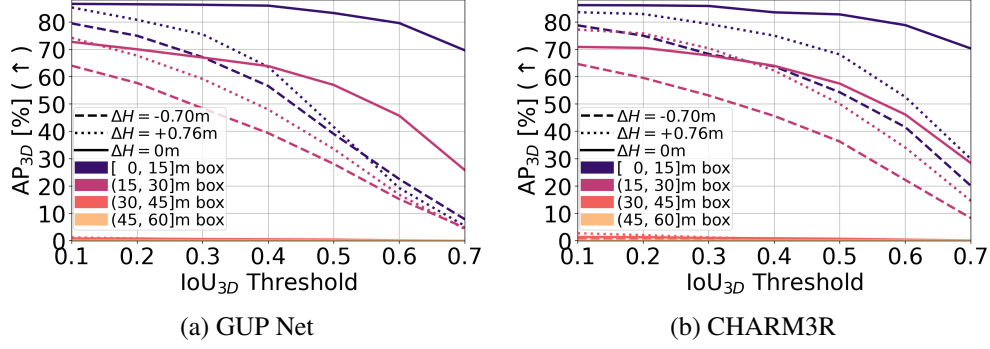 AP3D [%] (↑)
80
70
60
50
40
30
20
10
0
ΔH = -0.70m
ΔH = +0.76m
ΔH = 0m
[ 0, 15]m box
(15, 30]m box
(30, 45]m box
(45, 60]m box
0.1 0.2 0.3 0.4 0.5 0.6 0.7
IoU3D Threshold
(a) GUP Net
AP3D [%] (↑)
80
70
60
50
40
30
20
10
0
ΔH = -0.70m
ΔH = +0.76m
ΔH = 0m
[ 0, 15]m box
(15, 30]m box
(30, 45]m box
(45, 60]m box
0.1 0.2 0.3 0.4 0.5 0.6 0.7
IoU3D Threshold
(b) CHARM3R